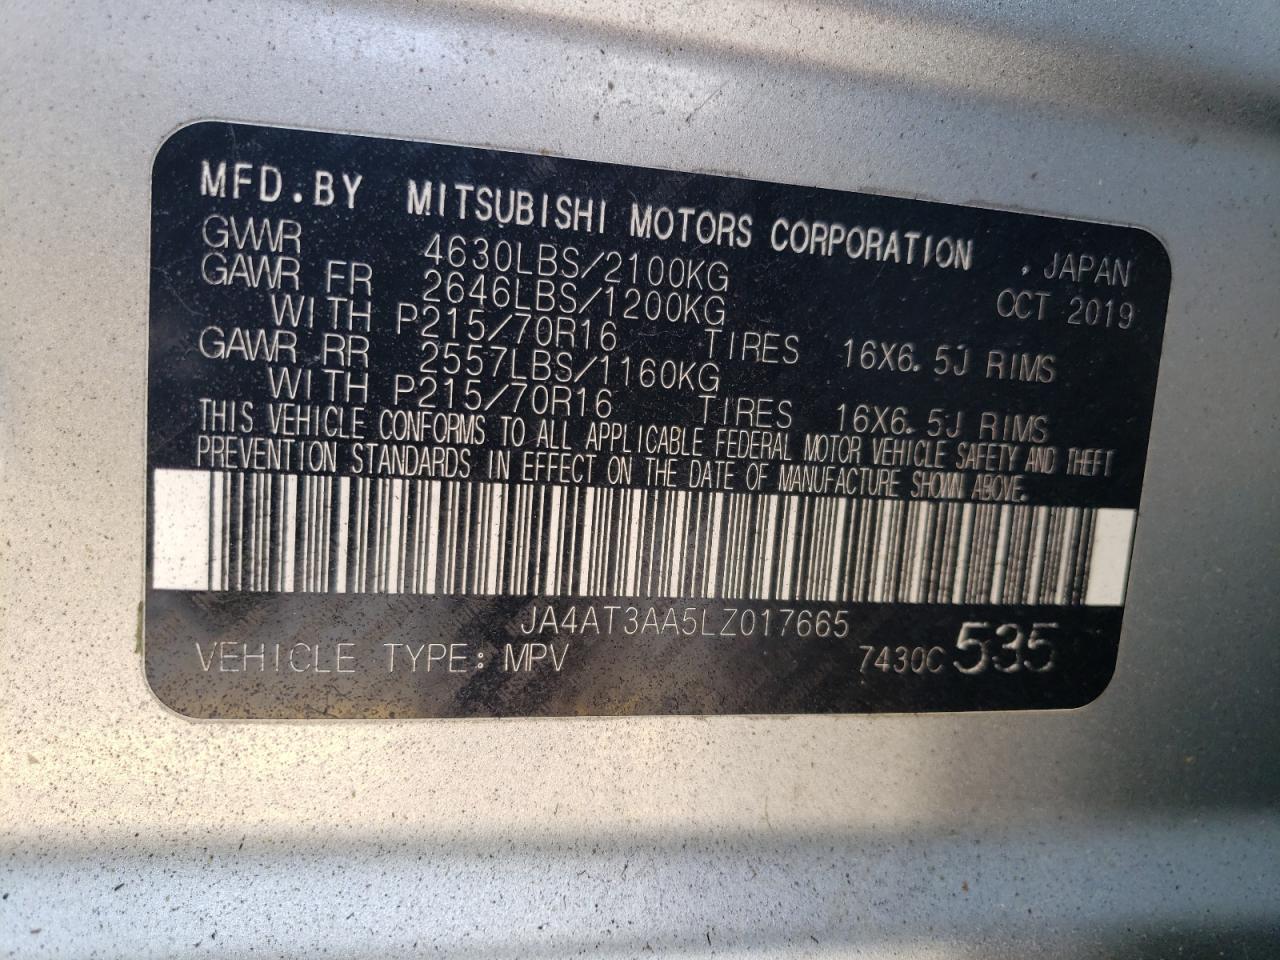 MFD.BY MITSUBISHI MOTORS CORPORATION , JAPAN
GVWR 4630LBS/2100KG OCT 2019
GAWR FR 2646LBS/1200KG
WITH P215/70R16 TIRES 16X6.5J RIMS
GAWR RR 2557LBS/1160KG
WITH P215/70R16 TIRES 16X6.5J RIMS
THIS VEHICLE CONFORMS TO ALL APPLICABLE FEDERAL MOTOR VEHICLE SAFETY AND THEFT
PREVENTION STANDARDS IN EFFECT ON THE DATE OF MANUFACTURE SHOWN ABOVE.
JA4AT3AA5LZ017665
VEHICLE TYPE: MPV 7430C 535